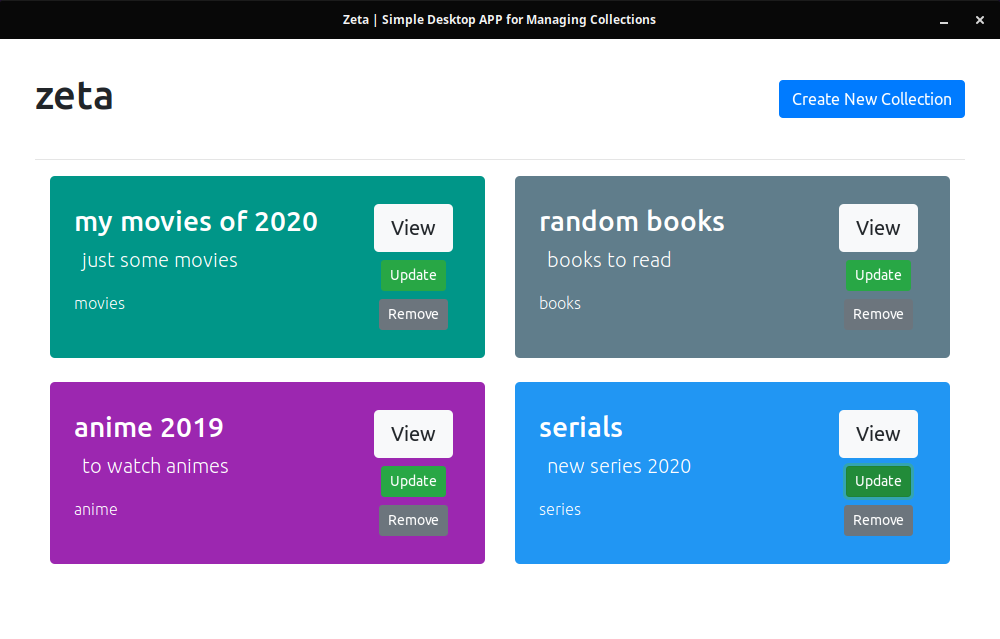 Zeta | Simple Desktop APP for Managing Collections
zeta
Create New Collection
my movies of 2020
just some movies
movies
View
Update
Remove
random books
books to read
books
View
Update
Remove
anime 2019
to watch animes
anime
View
Update
Remove
serials
new series 2020
series
View
Update
Remove